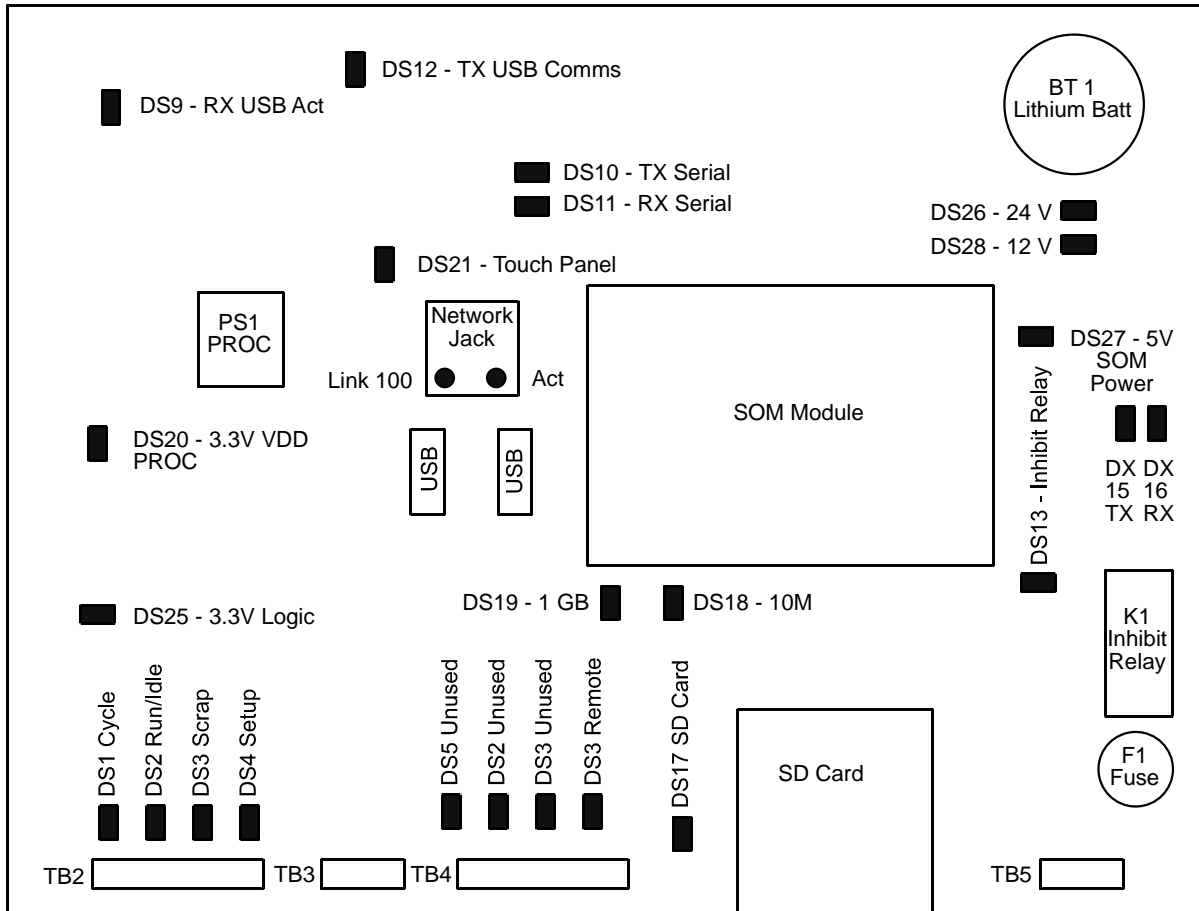 DS12 - TX USB Comms
DS9 - RX USB Act
BT 1
Lithium Batt
DS10 - TX Serial
DS11 - RX Serial
DS26 - 24 V
DS28 - 12 V
DS21 - Touch Panel
PS1
PROC
Network
Jack
Link 100
Act
SOM Module
DS27 - 5V
SOM
Power
DS13 - Inhibit Relay
DX
15
TX
DX
16
RX
DS20 - 3.3V VDD
PROC
USB
USB
DS19 - 1 GB
DS18 - 10M
DS25 - 3.3V Logic
K1
Inhibit
Relay
DS1 Cycle
DS2 Run/Idle
DS3 Scrap
DS4 Setup
DS5 Unused
DS2 Unused
DS3 Unused
DS3 Remote
DS17 SD Card
SD Card
F1
Fuse
TB2
TB3
TB4
TB5